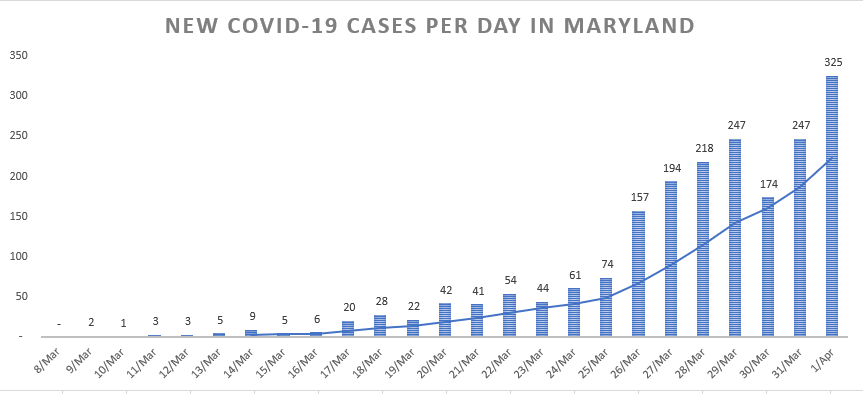 NEW COVID-19 CASES PER DAY IN MARYLAND
350
300
250
200
150
100
50
-
- 2 1 3 3 5 9 5 6 20 28 22 42 41 54 44 61 74 157 194 218 247 174 247 325
8/Mar 9/Mar 10/Mar 11/Mar 12/Mar 13/Mar 14/Mar 15/Mar 16/Mar 17/Mar 18/Mar 19/Mar 20/Mar 21/Mar 22/Mar 23/Mar 24/Mar 25/Mar 26/Mar 27/Mar 28/Mar 29/Mar 30/Mar 31/Mar 1/Apr